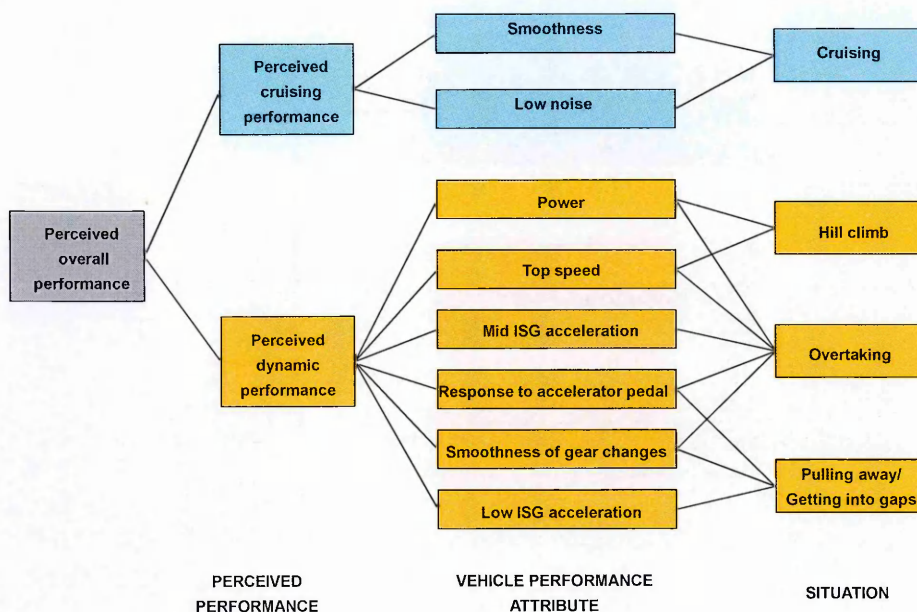 Perceived
overall
performance
Perceived
cruising
performance
Perceived
dynamic
performance
Smoothness
Low noise
Power
Top speed
Mid ISG acceleration
Response to accelerator pedal
Smoothness of gear changes
Low ISG acceleration
Cruising
Hill climb
Overtaking
Pulling away/
Getting into gaps
PERCEIVED
PERFORMANCE
VEHICLE PERFORMANCE
ATTRIBUTE
SITUATION